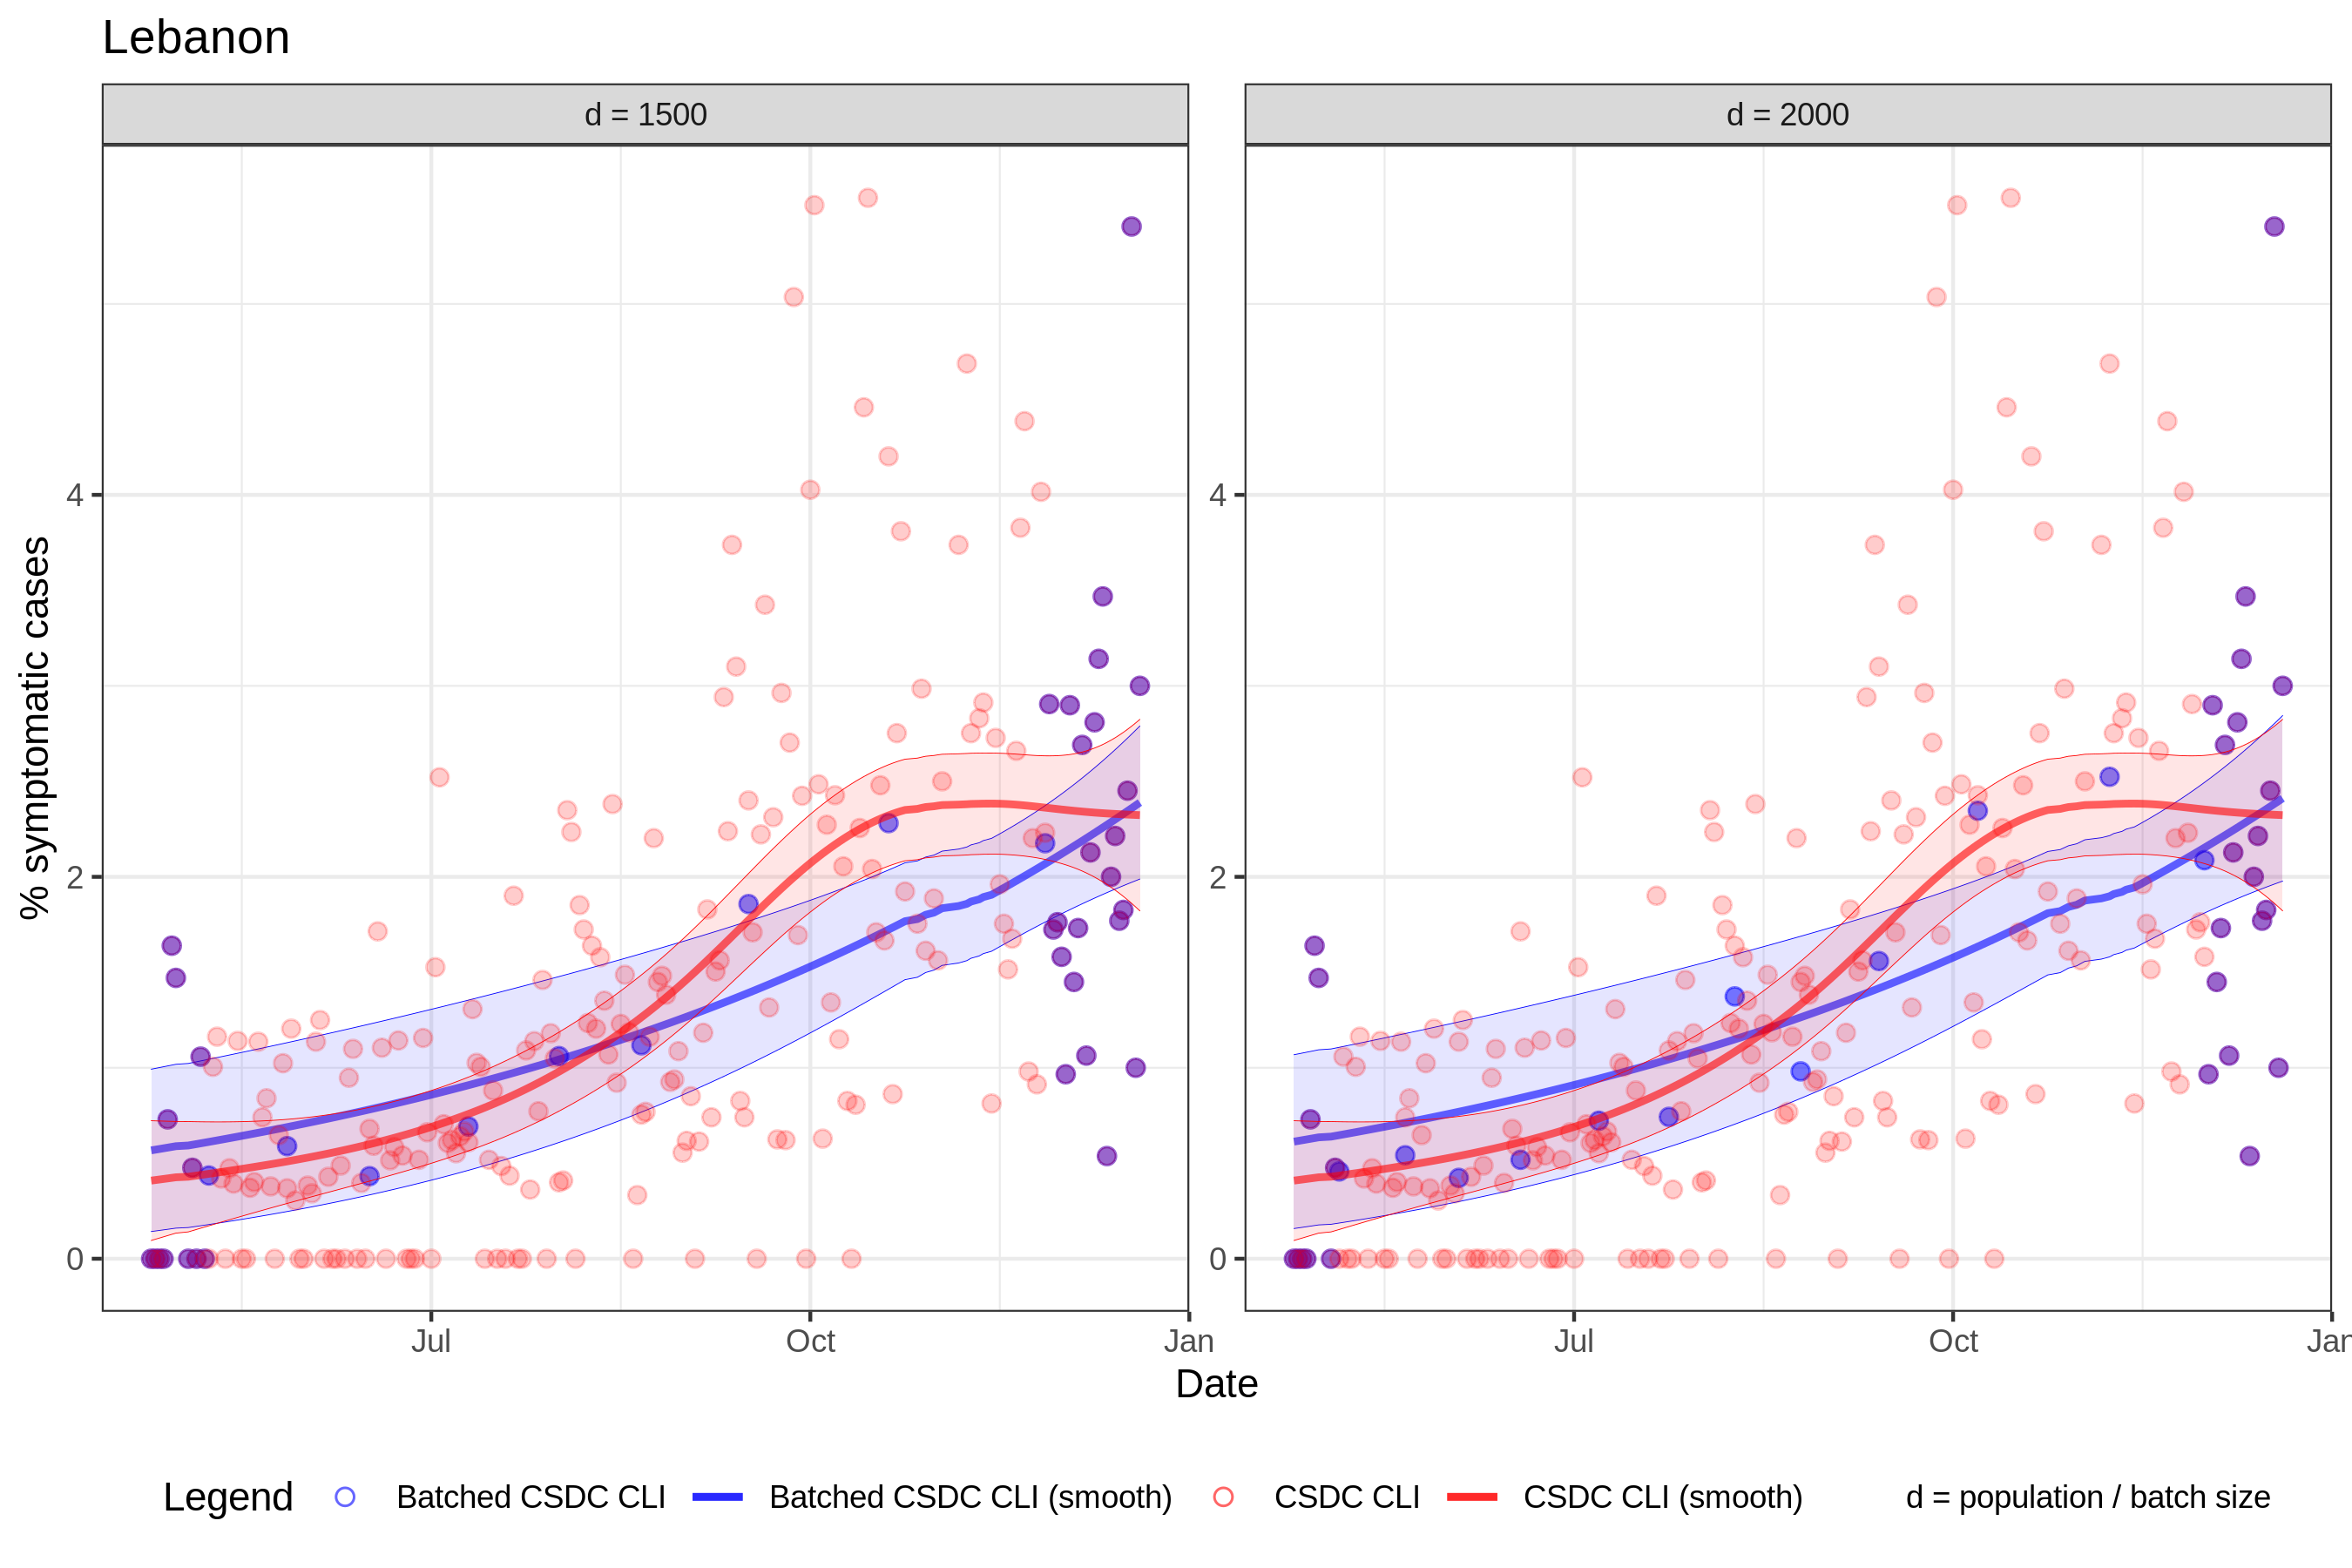 Lebanon
d = 1500
d = 2000
% symptomatic cases
4
2
0
4
2
0
Jul
Oct
Jan
Jul
Oct
Jan
Date
Legend
Batched CSDC CLI
Batched CSDC CLI (smooth)
CSDC CLI
CSDC CLI (smooth)
d = population / batch size